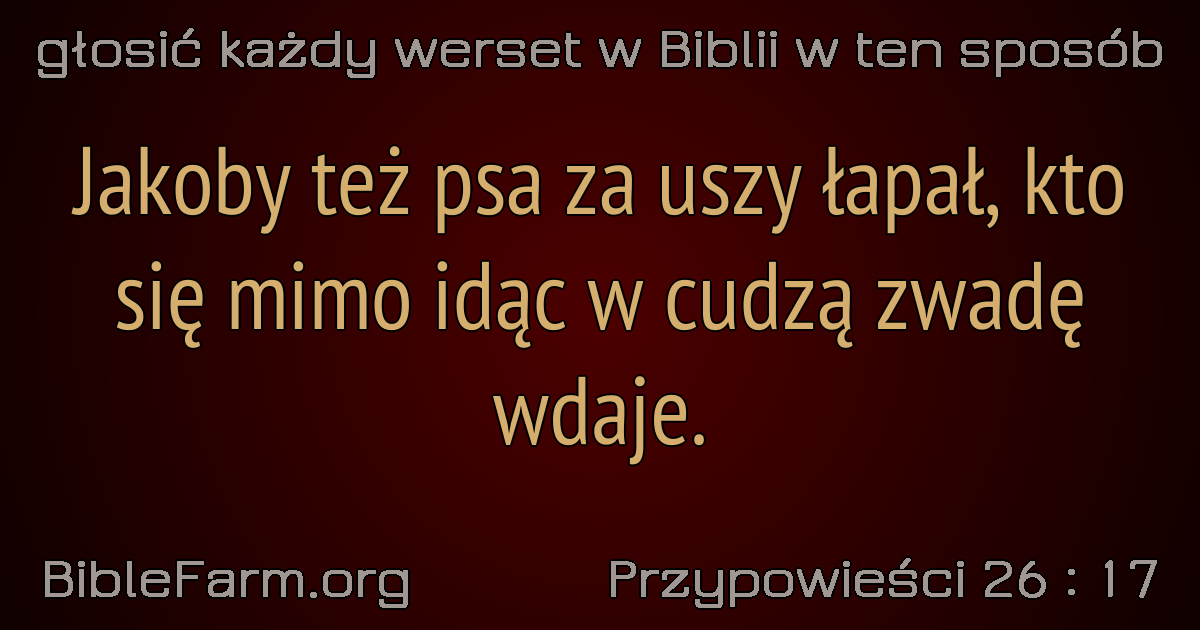 głosić każdy werset w Biblii w ten sposób
Jakoby też psa za uszy łapał, kto
się mimo idąc w cudzą zwadę
wdaje.
BibleFarm.org
Przypowieści 26 : 17